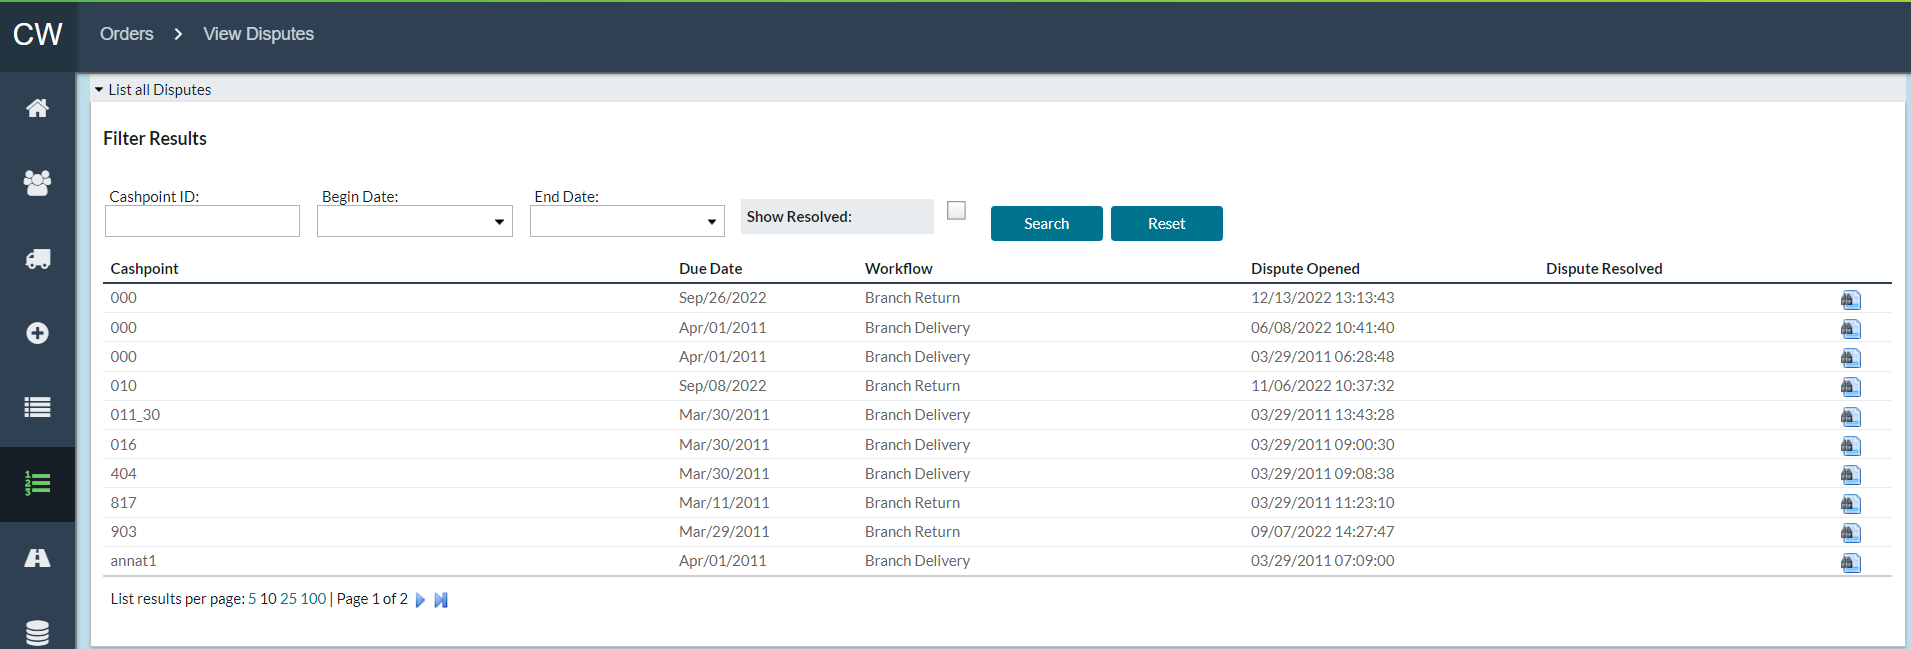 CW Orders View Disputes
List all Disputes
Filter Results
Cashpoint ID: Begin Date: End Date:
Show Resolved: Search Reset
Cashpoint Due Date Workflow Dispute Opened Dispute Resolved
000 Sep/26/2022 Branch Return 12/13/2022 13:13:43
000 Apr/01/2011 Branch Delivery 06/08/2022 10:41:40
000 Apr/01/2011 Branch Delivery 03/29/2011 06:28:48
010 Sep/08/2022 Branch Return 11/06/2022 10:37:32
011_30 Mar/30/2011 Branch Delivery 03/29/2011 13:43:28
016 Mar/30/2011 Branch Delivery 03/29/2011 09:00:30
404 Mar/30/2011 Branch Delivery 03/29/2011 09:08:38
817 Mar/11/2011 Branch Return 03/29/2011 11:23:10
903 Mar/29/2011 Branch Return 09/07/2022 14:27:47
annat1 Apr/01/2011 Branch Delivery 03/29/2011 07:09:00
List results per page: 5 10 25 100 | Page 1 of 2